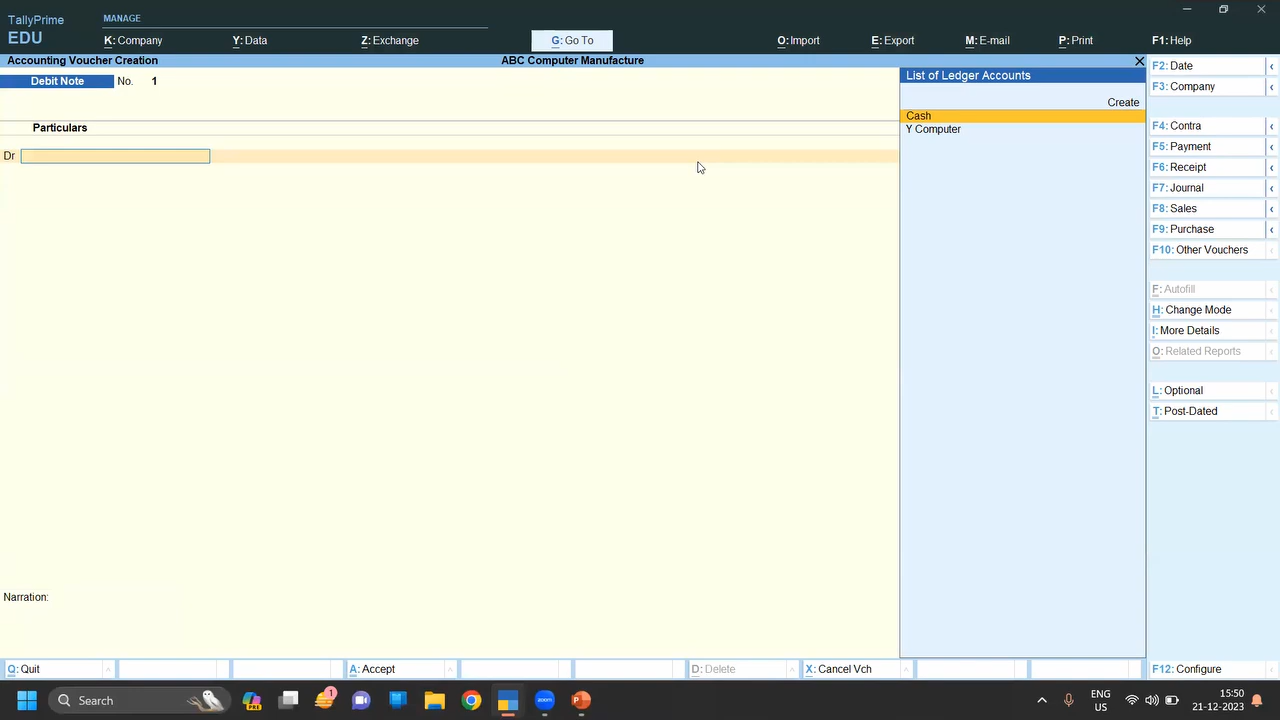 TallyPrime
EDU
MANAGE
K: Company
Y: Data
Z: Exchange
G: Go To
O: Import
E: Export
M: E-mail
P: Print
F1: Help
Accounting Voucher Creation
ABC Computer Manufacture
Debit Note No. 1
Particulars
Dr
Narration:
List of Ledger Accounts
Create
Cash
Y Computer
F2: Date
F3: Company
F4: Contra
F5: Payment
F6: Receipt
F7: Journal
F8: Sales
F9: Purchase
F10: Other Vouchers
F: Autofill
H: Change Mode
I: More Details
O: Related Reports
L: Optional
T: Post-Dated
Q: Quit
A: Accept
D: Delete
X: Cancel Vch
F12: Configure
Search
PRE
1
zoom
ENG
US
15:50
21-12-2023